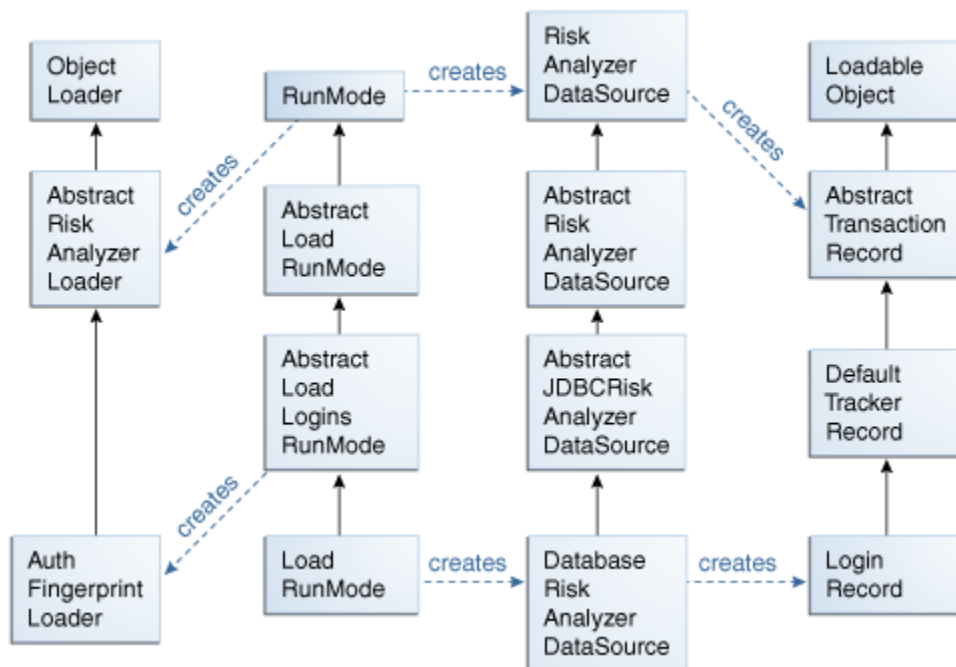 Object
Loader
RunMode
creates
Risk
Analyzer
DataSource
Loadable
Object
creates
creates
Abstract
Risk
Analyzer
Loader
Abstract
Load
RunMode
Abstract
Risk
Analyzer
DataSource
Abstract
Transaction
Record
Abstract
Load
Logins
RunMode
Abstract
JDBCRisk
Analyzer
DataSource
Default
Tracker
Record
creates
Auth
Fingerprint
Loader
Load
RunMode
creates
Database
Risk
Analyzer
DataSource
creates
Login
Record